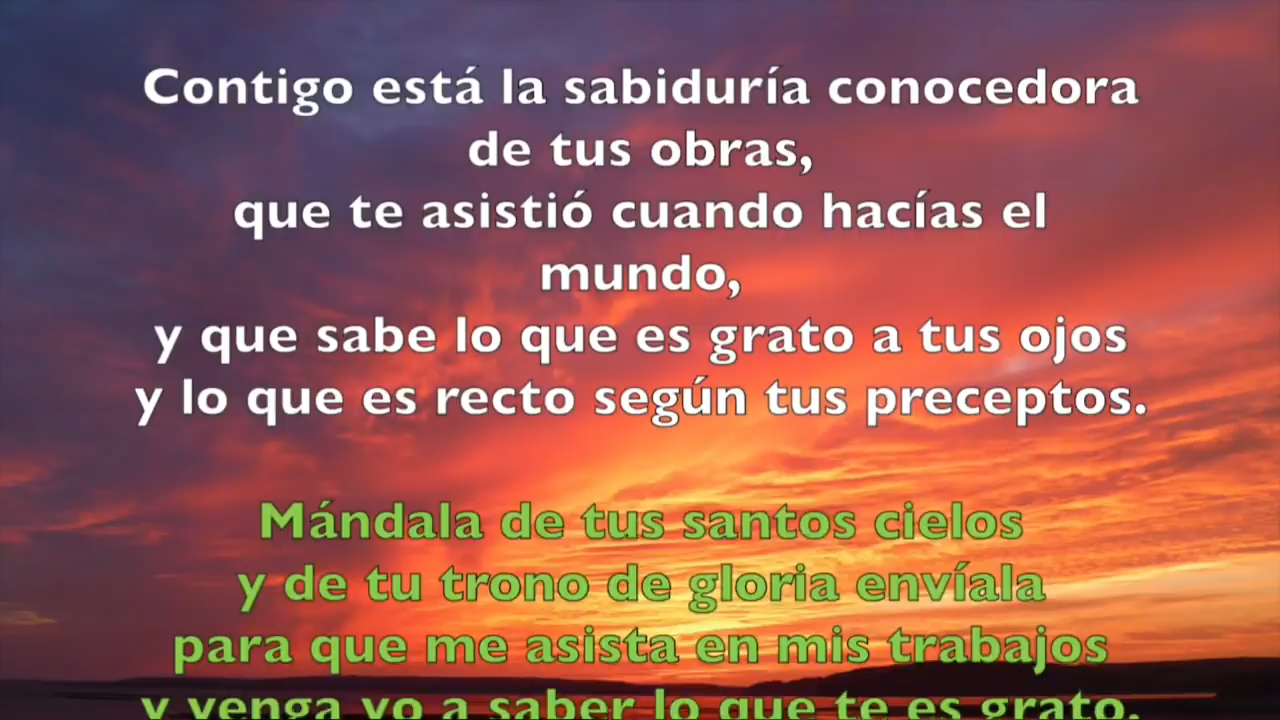 Contigo está la sabiduría conocedora
de tus obras,
que te asistió cuando hacías el
mundo,
y que sabe lo que es grato a tus ojos
y lo que es recto según tus preceptos.
Mándala de tus santos cielos
y de tu trono de gloria envíala
para que me asista en mis trabajos
y venga yo a saber lo que te es grato.